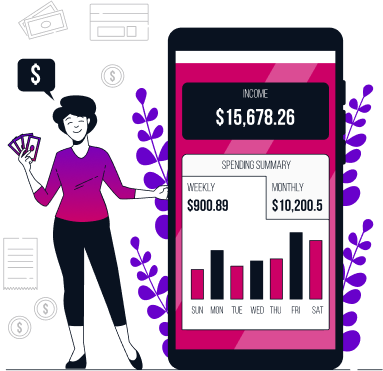 $
$
INCOME
$15,678.26
SPENDING SUMMARY
WEEKLY
$900.89
MONTHLY
$10,200.5
SUN MON TUE WED THU FRI SAT
$
$